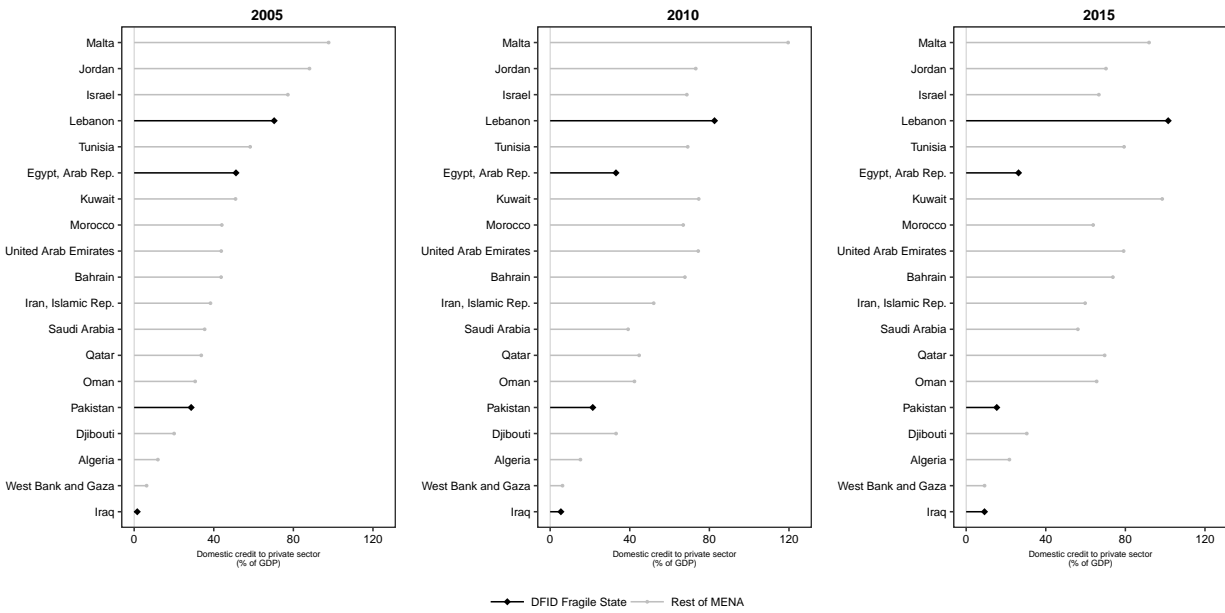 2005
Malta
Jordan
Israel
Lebanon
Tunisia
Egypt, Arab Rep.
Kuwait
Morocco
United Arab Emirates
Bahrain
Iran, Islamic Rep.
Saudi Arabia
Qatar
Oman
Pakistan
Djibouti
Algeria
West Bank and Gaza
Iraq
0 40 80 120
Domestic credit to private sector
(% of GDP)
2010
Malta
Jordan
Israel
Lebanon
Tunisia
Egypt, Arab Rep.
Kuwait
Morocco
United Arab Emirates
Bahrain
Iran, Islamic Rep.
Saudi Arabia
Qatar
Oman
Pakistan
Djibouti
Algeria
West Bank and Gaza
Iraq
0 40 80 120
Domestic credit to private sector
(% of GDP)
2015
Malta
Jordan
Israel
Lebanon
Tunisia
Egypt, Arab Rep.
Kuwait
Morocco
United Arab Emirates
Bahrain
Iran, Islamic Rep.
Saudi Arabia
Qatar
Oman
Pakistan
Djibouti
Algeria
West Bank and Gaza
Iraq
0 40 80 120
Domestic credit to private sector
(% of GDP)
DFID Fragile State Rest of MENA